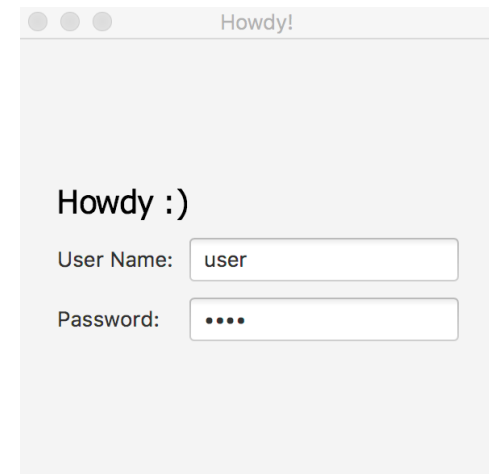 Howdy!
Howdy :)
User Name: user
Password: ••••